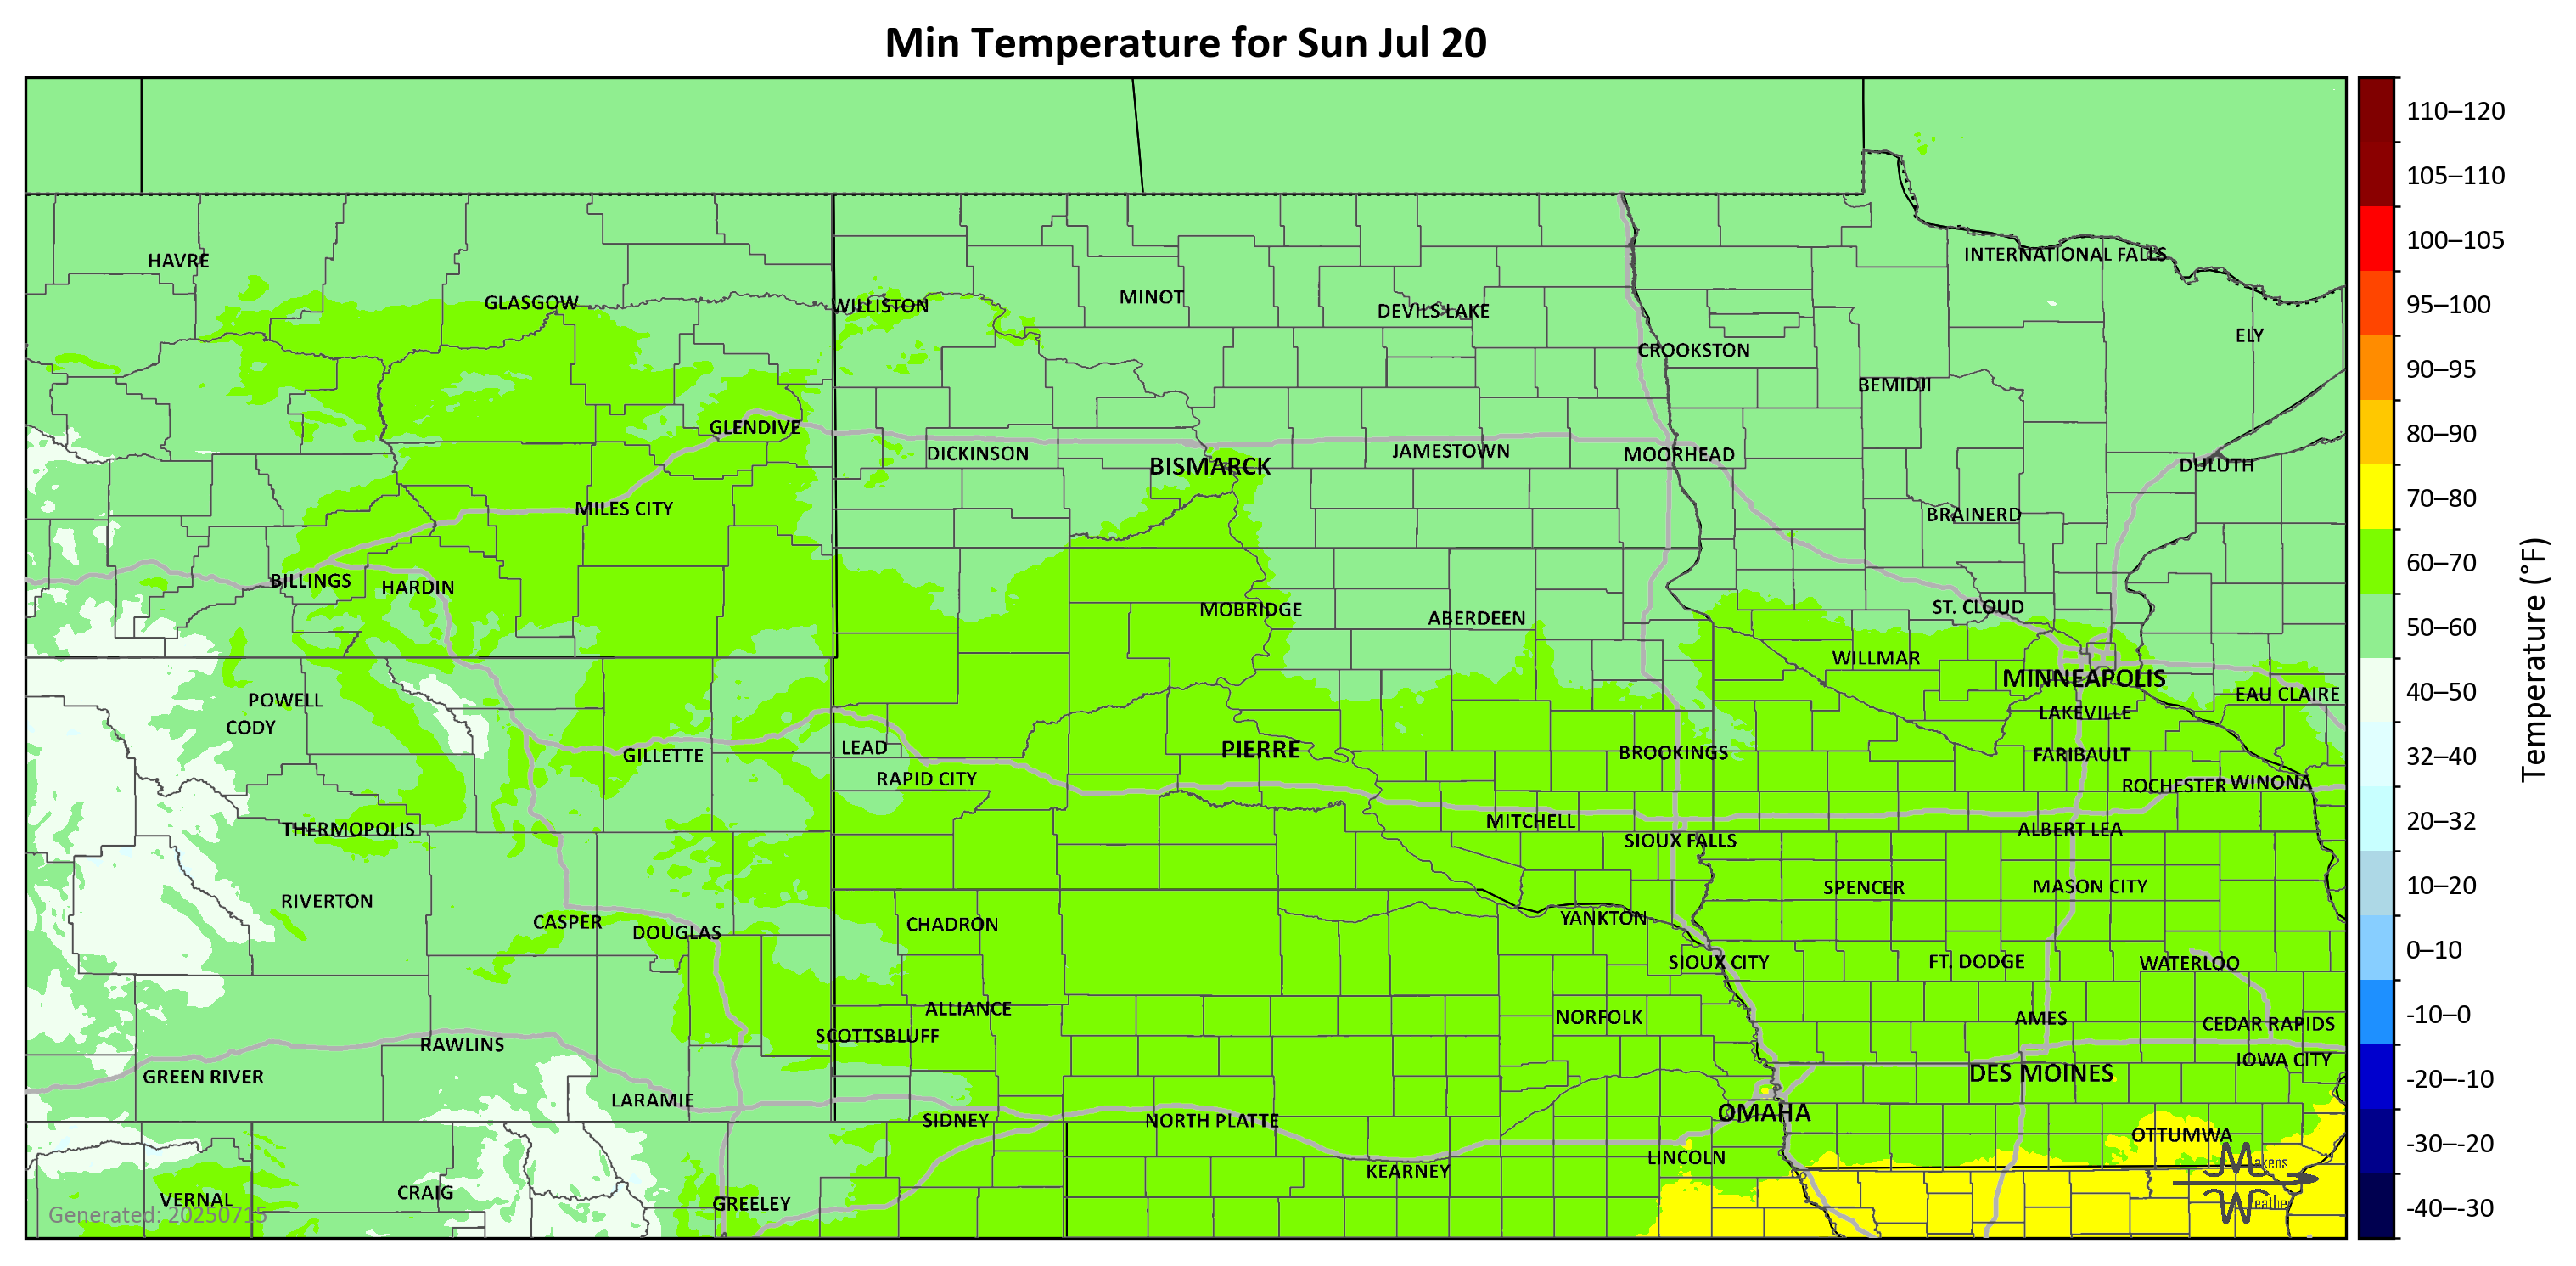 Min Temperature for Sun Jul 20
110–120
105–110
100–105
95–100
90–95
80–90
70–80
60–70
50–60
40–50
32–40
20–32
10–20
0–10
-10–0
-20–-10
-30–-20
-40–-30
Temperature (°F)
HAVRE
GLASGOW
WILLISTON
MINOT
DEVILS LAKE
INTERNATIONAL FALLS
ELY
CROOKSTON
BEMIDJI
GLENDIVE
DICKINSON
BISMARCK
JAMESTOWN
MOORHEAD
DULUTH
MILES CITY
BRAINERD
BILLINGS
HARDIN
MOBRIDGE
ABERDEEN
ST. CLOUD
WILLMAR
MINNEAPOLIS
EAU CLAIRE
POWELL
CODY
LAKEVILLE
GILLETTE
LEAD
PIERRE
BROOKINGS
FARIBAULT
RAPID CITY
ROCHESTER
WINONA
THERMOPOLIS
MITCHELL
SIOUX FALLS
ALBERT LEA
RIVERTON
SPENCER
MASON CITY
CASPER
DOUGLAS
CHADRON
YANKTON
SIOUX CITY
FT. DODGE
WATERLOO
ALLIANCE
NORFOLK
AMES
CEDAR RAPIDS
SCOTTSBLUFF
RAWLINS
IOWA CITY
GREEN RIVER
DES MOINES
LARAMIE
SIDNEY
NORTH PLATTE
OMAHA
OTTUMWA
LINCOLN
KEARNEY
VERNAL
CRAIG
GREELEY
Makens
Weather
Generated: 20250715